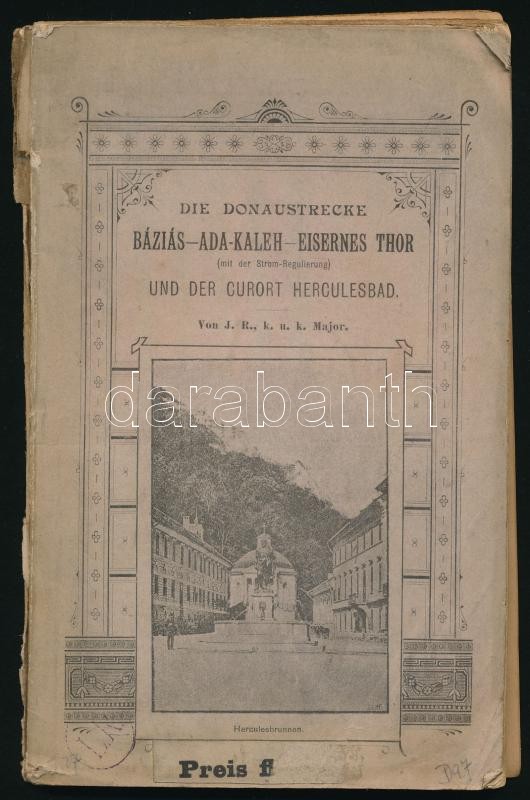 DIE DONAUSTRECKE
BÁZIÁS—ADA-KALEH—EISERNES THOR
(mit der Strom-Regulierung)
UND DER CURORT HERCULESBAD.
Von J. R., k. u. k. Major.
darabanth
Herculesbrunnen.
Preis fl